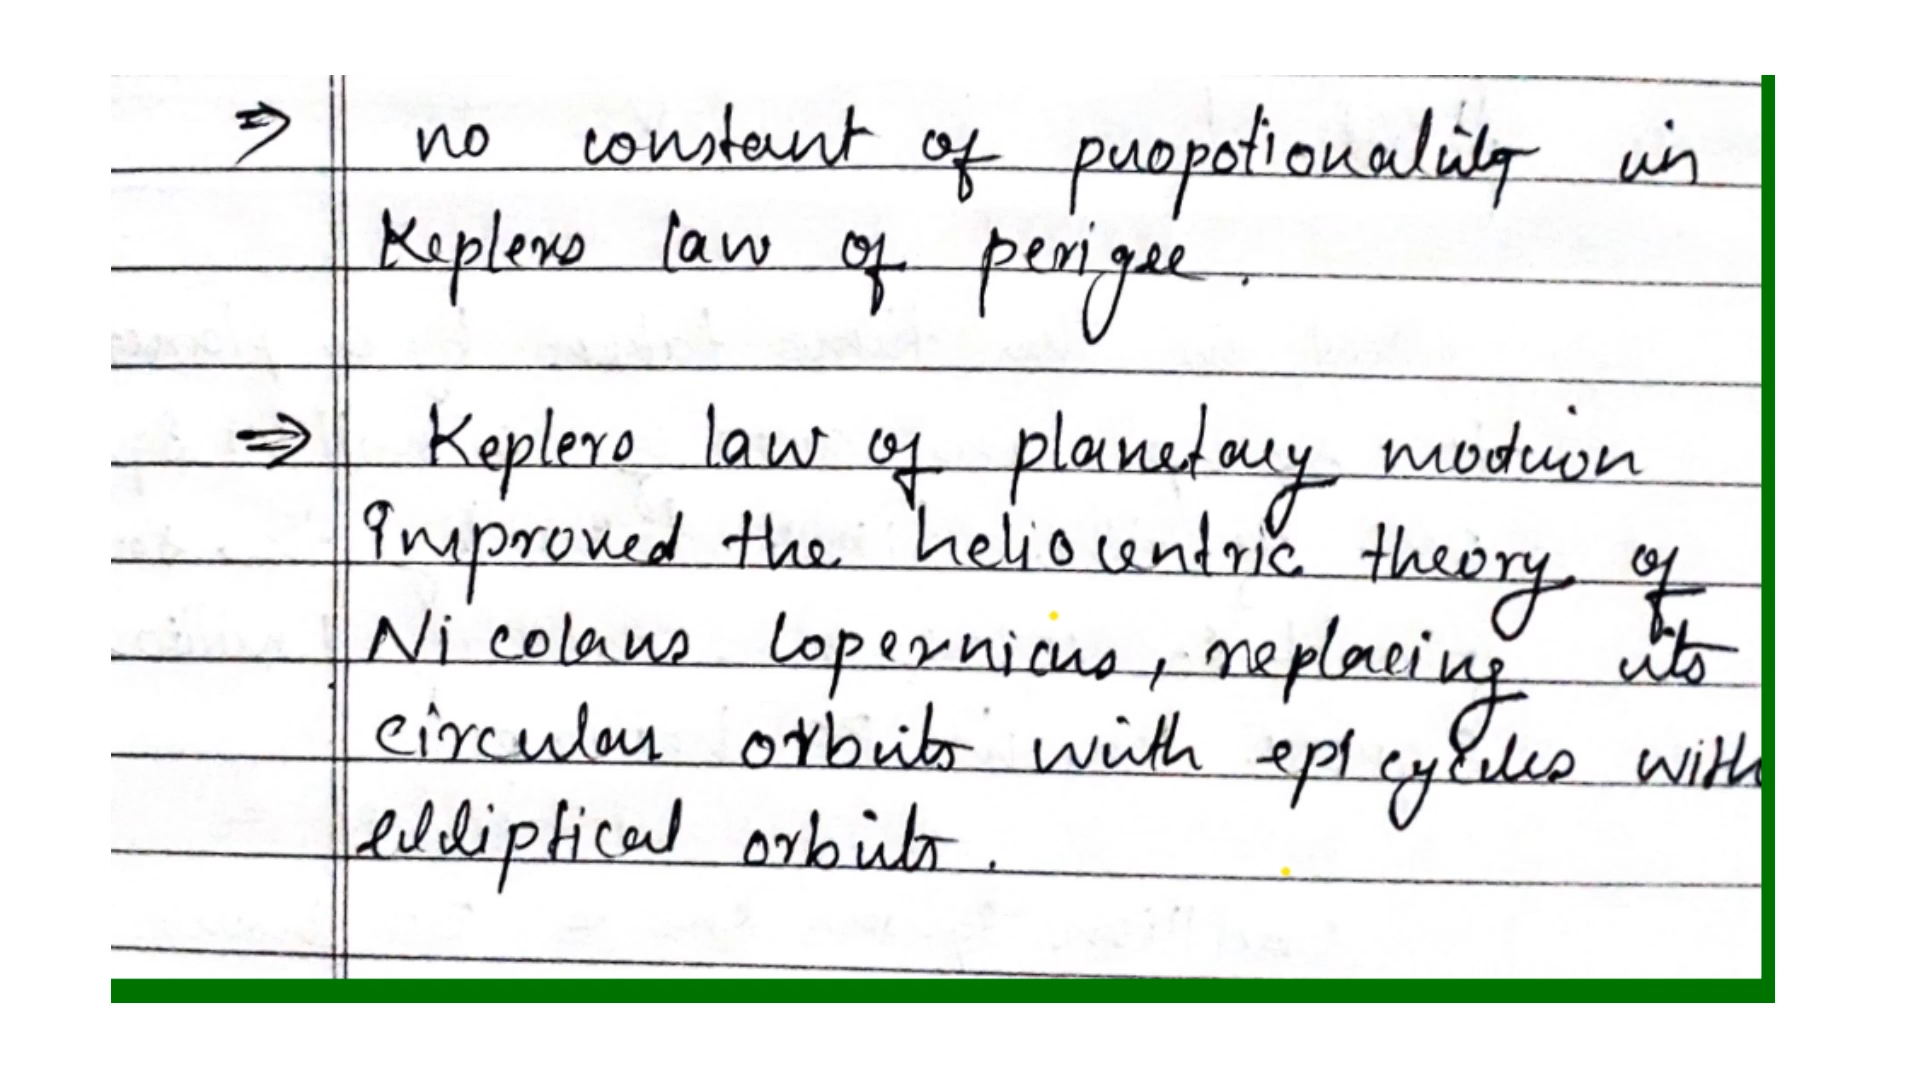 ⇒ no constant of propotionality in
Keplers law of perigee.
⇒ Keplers law of planetary motion
Improved the heliocentric theory of
Nicolaus Copernicus, replacing its
circular orbits with epicycles with
elliptical orbits.